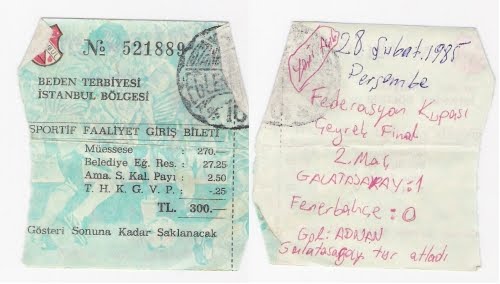 № 521889
BEDEN TERBİYESİ
İSTANBUL BÖLGESİ
SPORTİF FAALİYET GİRİŞ BİLETİ
Müessese : 270,—
Belediye Eğ. Res. : 27.25
Ama. S. Kal. Payı : 2.50
T. H. K. G. V. P. : -.25
TL. 300.—
Gösteri Sonuna Kadar Saklanacak
28 Şubat.1985
Perşembe
Federasyon Kupası
Çeyrek Final
2. Maç
GALATASARAY : 1
Fenerbahçe : 0
Gol: ADNAN
Galatasaray tur atladı